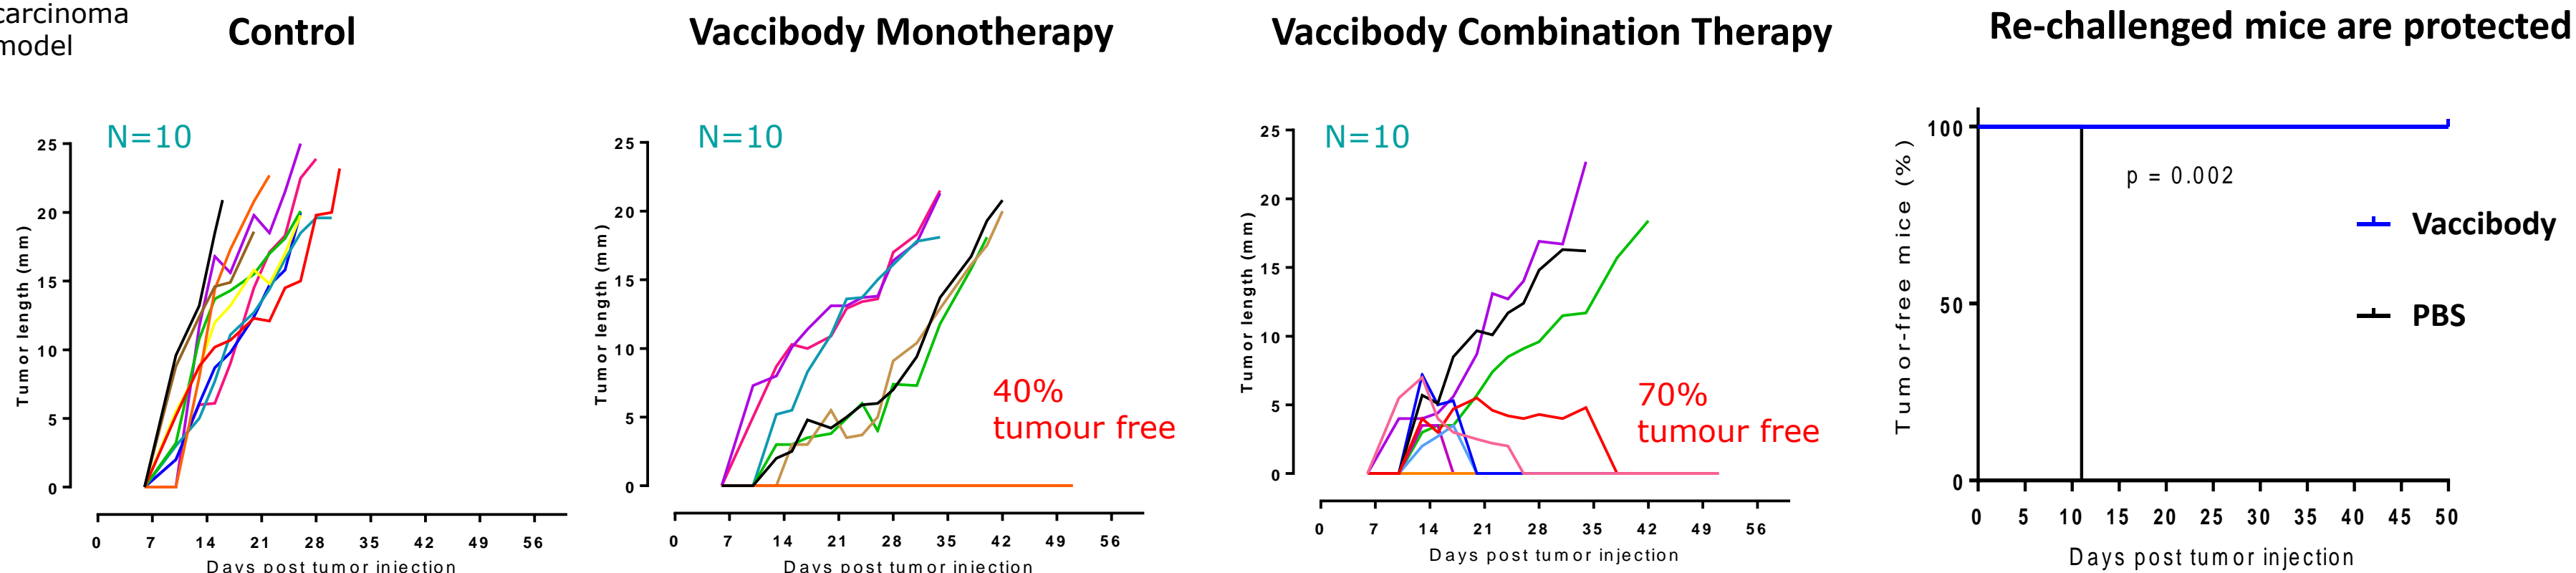 carcinoma
model
Control
N=10
Tumor length (mm)
25
20
15
10
5
0
0 7 14 21 28 35 42 49 56
Days post tumor injection
Vaccibody Monotherapy
N=10
Tumor length (mm)
25
20
15
10
5
0
40%
tumour free
0 7 14 21 28 35 42 49 56
Days post tumor injection
Vaccibody Combination Therapy
N=10
Tumor length (mm)
25
20
15
10
5
0
70%
tumour free
0 7 14 21 28 35 42 49 56
Days post tumor injection
Re-challenged mice are protected
Tumor-free mice (%)
100
50
0
p = 0.002
Vaccibody
PBS
0 5 10 15 20 25 30 35 40 45 50
Days post tumor injection